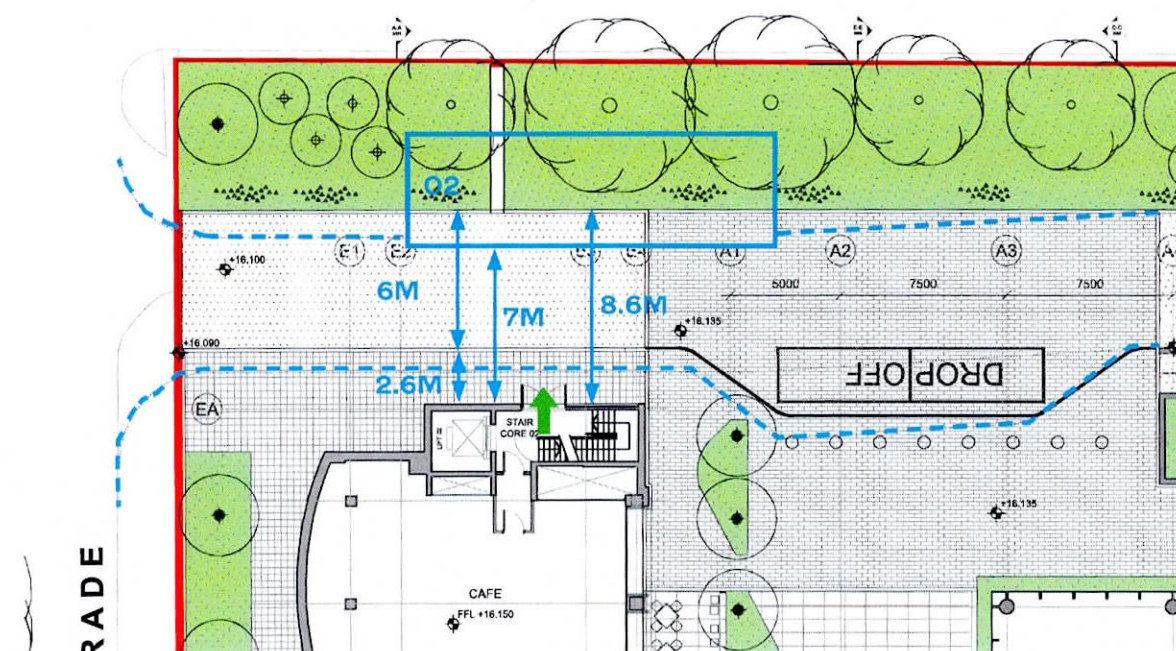 02
E1
E2
A1
A2
A3
+16.100
5000
7500
7500
6M
7M
8.6M
+16.135
+16.090
2.6M
DROP OFF
EA
STAIR
CORE 02
+16.135
CAFE
FFL +16.150
RADE